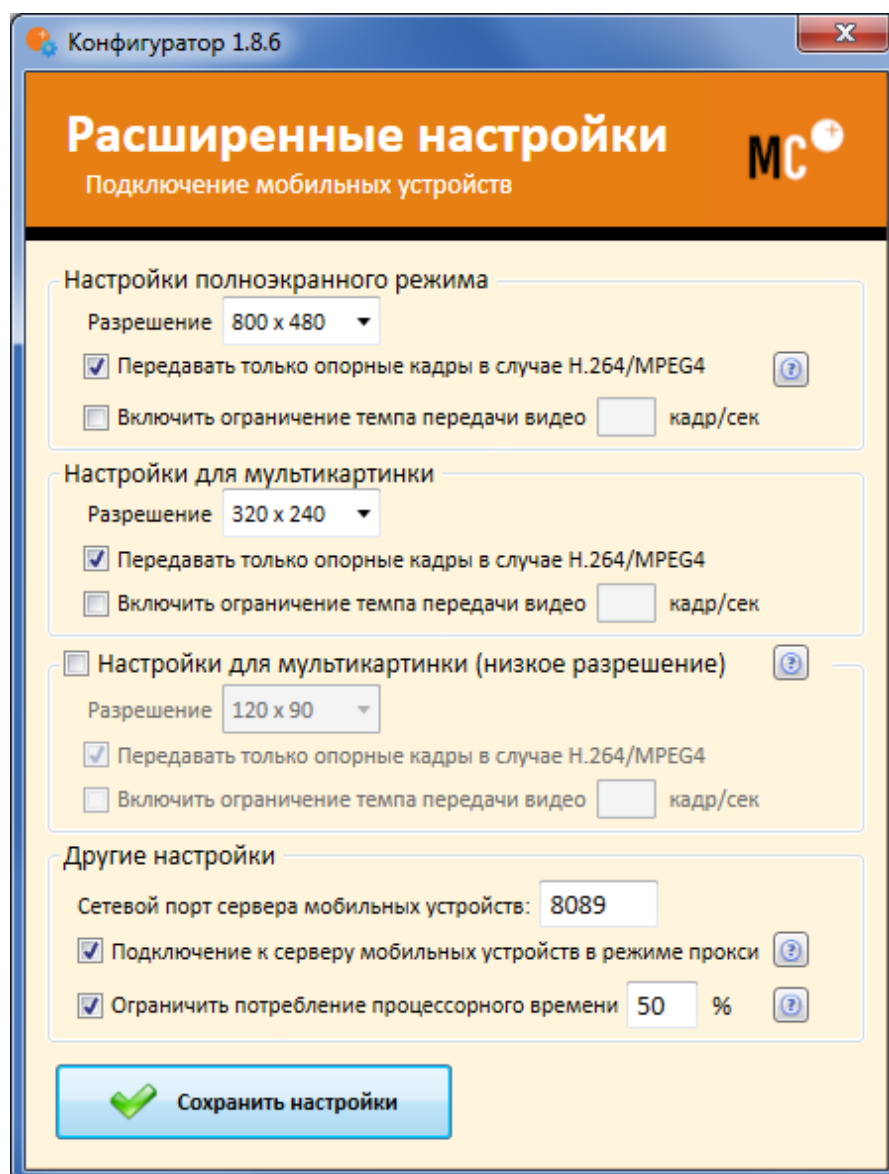 Конфигуратор 1.8.6
x
Расширенные настройки
Подключение мобильных устройств
MC+
Настройки полноэкранного режима
Разрешение 800 x 480
Передавать только опорные кадры в случае H.264/MPEG4 ?
Включить ограничение темпа передачи видео кадр/сек
Настройки для мультикартинки
Разрешение 320 x 240
Передавать только опорные кадры в случае H.264/MPEG4
Включить ограничение темпа передачи видео кадр/сек
Настройки для мультикартинки (низкое разрешение) ?
Разрешение 120 x 90
Передавать только опорные кадры в случае H.264/MPEG4
Включить ограничение темпа передачи видео кадр/сек
Другие настройки
Сетевой порт сервера мобильных устройств: 8089
Подключение к серверу мобильных устройств в режиме прокси ?
Ограничить потребление процессорного времени 50 % ?
Сохранить настройки